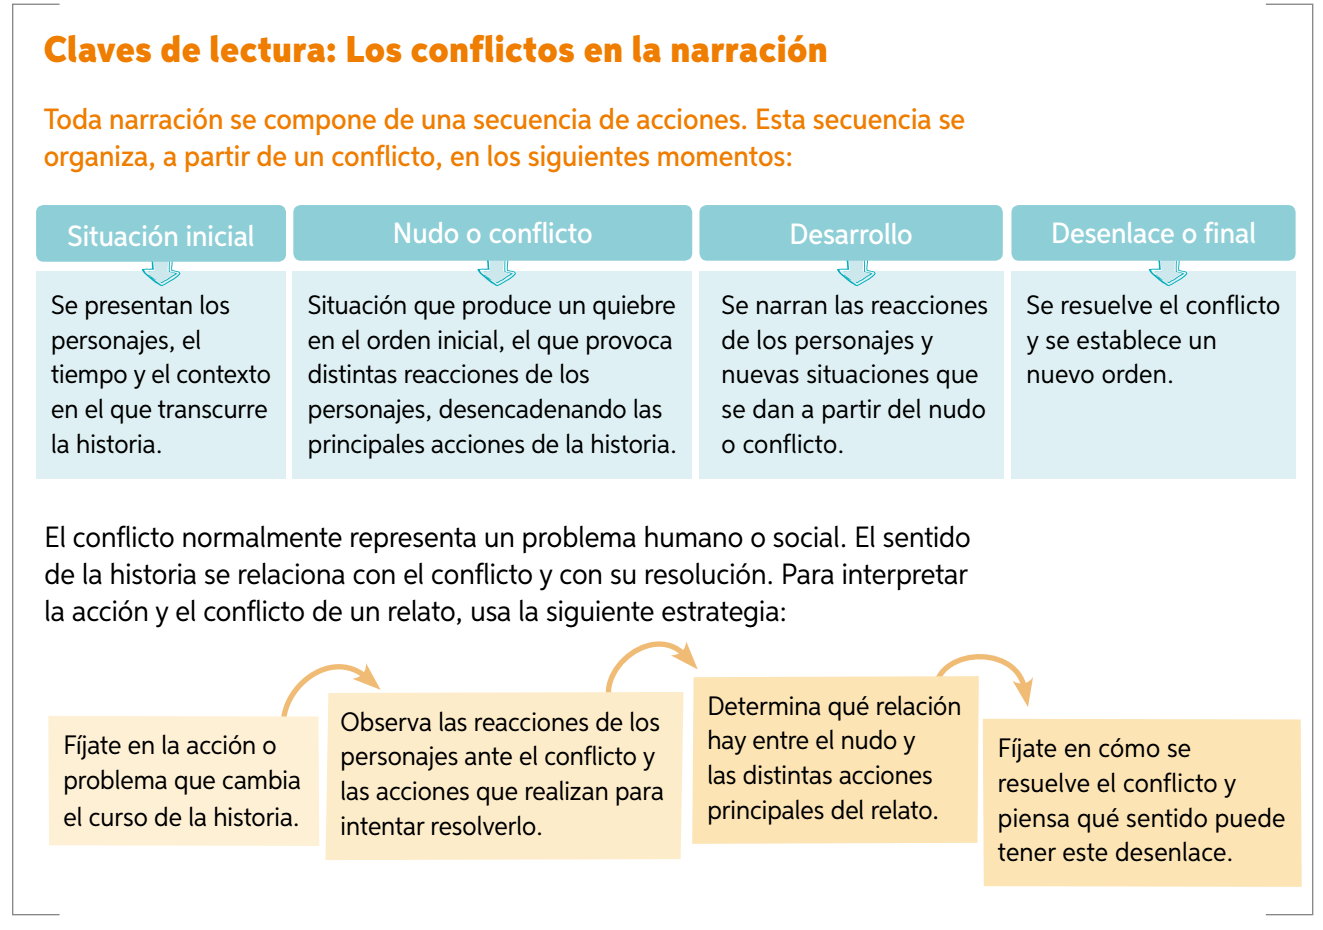 Claves de lectura: Los conflictos en la narración
Toda narración se compone de una secuencia de acciones. Esta secuencia se
organiza, a partir de un conflicto, en los siguientes momentos:
Situación inicial
Se presentan los
personajes, el
tiempo y el contexto
en el que transcurre
la historia.
Nudo o conflicto
Situación que produce un quiebre
en el orden inicial, el que provoca
distintas reacciones de los
personajes, desencadenando las
principales acciones de la historia.
Desarrollo
Se narran las reacciones
de los personajes y
nuevas situaciones que
se dan a partir del nudo
o conflicto.
Desenlace o final
Se resuelve el conflicto
y se establece un
nuevo orden.
El conflicto normalmente representa un problema humano o social. El sentido
de la historia se relaciona con el conflicto y con su resolución. Para interpretar
la acción y el conflicto de un relato, usa la siguiente estrategia:
Fíjate en la acción o
problema que cambia
el curso de la historia.
Observa las reacciones de los
personajes ante el conflicto y
las acciones que realizan para
intentar resolverlo.
Determina qué relación
hay entre el nudo y
las distintas acciones
principales del relato.
Fíjate en cómo se
resuelve el conflicto y
piensa qué sentido puede
tener este desenlace.